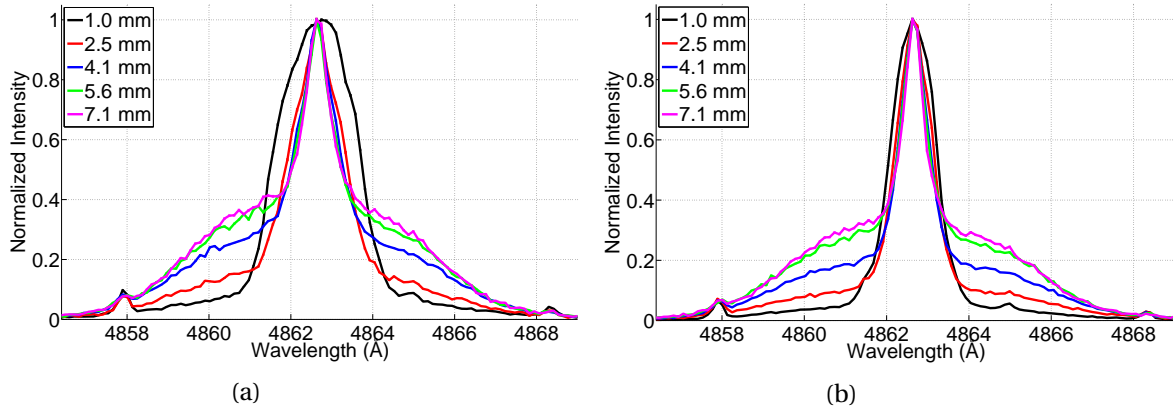 1.0 mm
2.5 mm
4.1 mm
5.6 mm
7.1 mm
Normalized Intensity
1
0.8
0.6
0.4
0.2
0
4858 4860 4862 4864 4866 4868
Wavelength (Å)
(a)
1.0 mm
2.5 mm
4.1 mm
5.6 mm
7.1 mm
Normalized Intensity
1
0.8
0.6
0.4
0.2
0
4858 4860 4862 4864 4866 4868
Wavelength (Å)
(b)